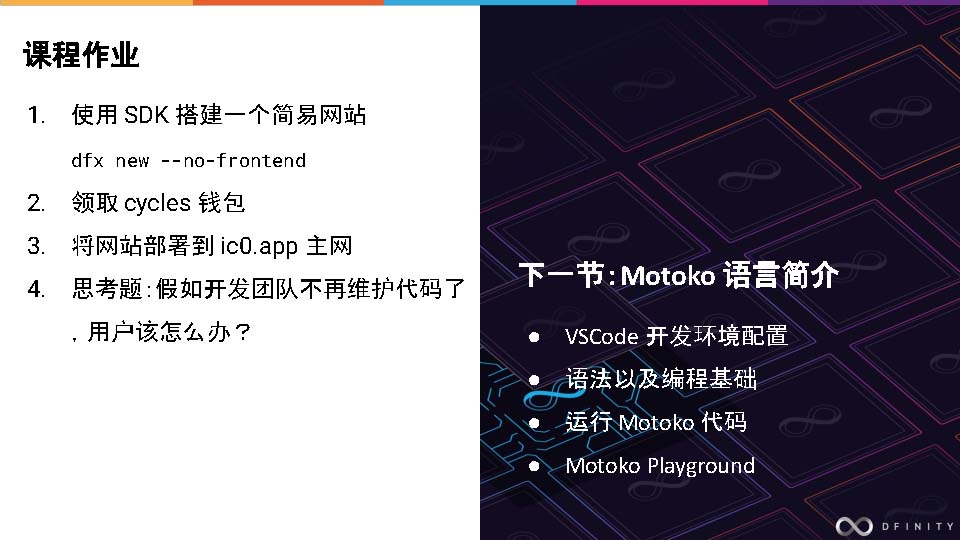 课程作业
1. 使用 SDK 搭建一个简易网站
dfx new --no-frontend
2. 领取 cycles 钱包
3. 将网站部署到 ic0.app 主网
4. 思考题：假如开发团队不再维护代码了
，用户该怎么办？
下一节：Motoko 语言简介
● VSCode 开发环境配置
● 语法以及编程基础
● 运行 Motoko 代码
● Motoko Playground
DFINITY